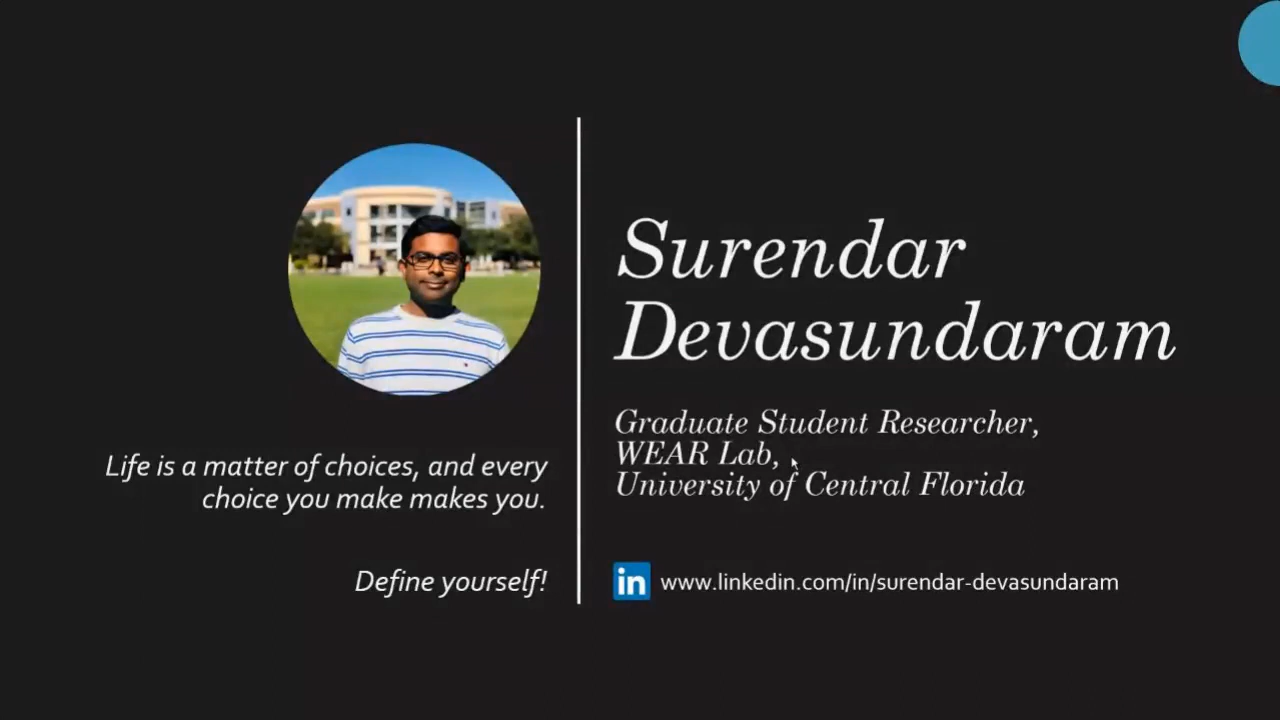 Surendar
Devasundaram
Graduate Student Researcher,
WEAR Lab,
University of Central Florida
Life is a matter of choices, and every
choice you make makes you.
Define yourself!
in www.linkedin.com/in/surendar-devasundaram